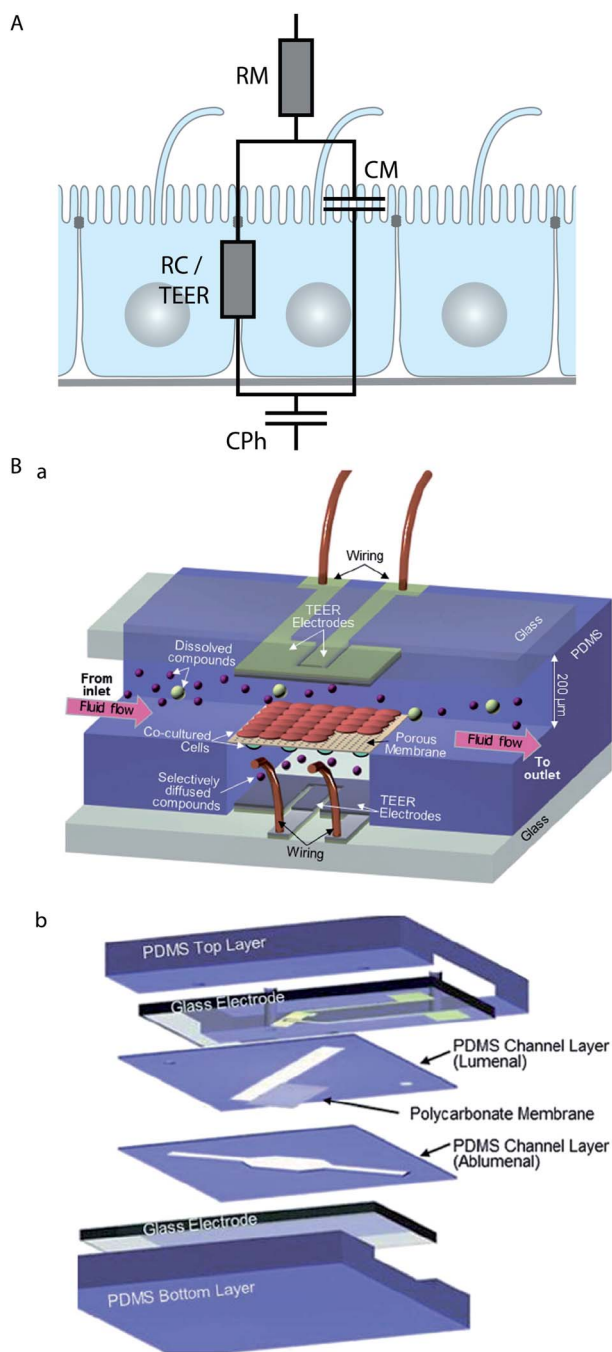 A
RM
CM
RC /
TEER
CPh
B a
Wiring
TEER
Electrodes
Glass
PDMS
Dissolved
compounds
200 µm
From
inlet
Fluid flow
Co-cultured
Cells
Porous
Membrane
Fluid flow
To
outlet
Selectively
diffused
compounds
TEER
Electrodes
Glass
Wiring
b
PDMS Top Layer
Glass Electrode
PDMS Channel Layer
(Lumenal)
Polycarbonate Membrane
PDMS Channel Layer
(Ablumenal)
Glass Electrode
PDMS Bottom Layer